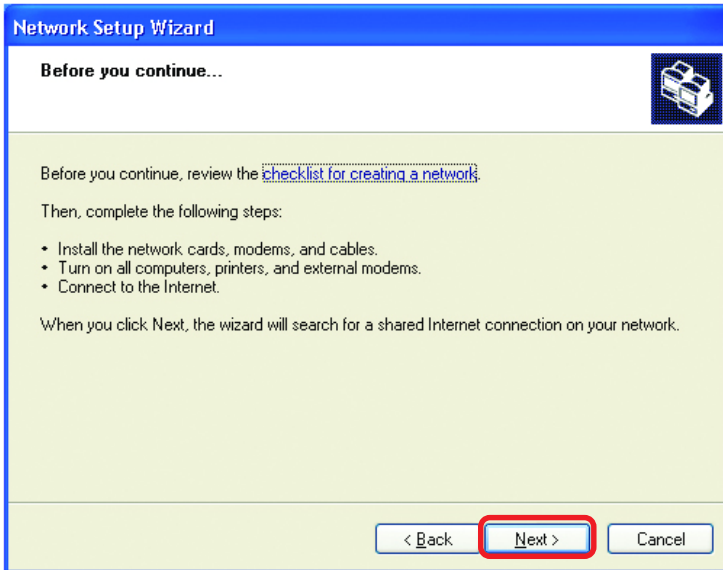 Network Setup Wizard
Before you continue...
Before you continue, review the checklist for creating a network.
Then, complete the following steps:
• Install the network cards, modems, and cables.
• Turn on all computers, printers, and external modems.
• Connect to the Internet.
When you click Next, the wizard will search for a shared Internet connection on your network.
< Back Next > Cancel